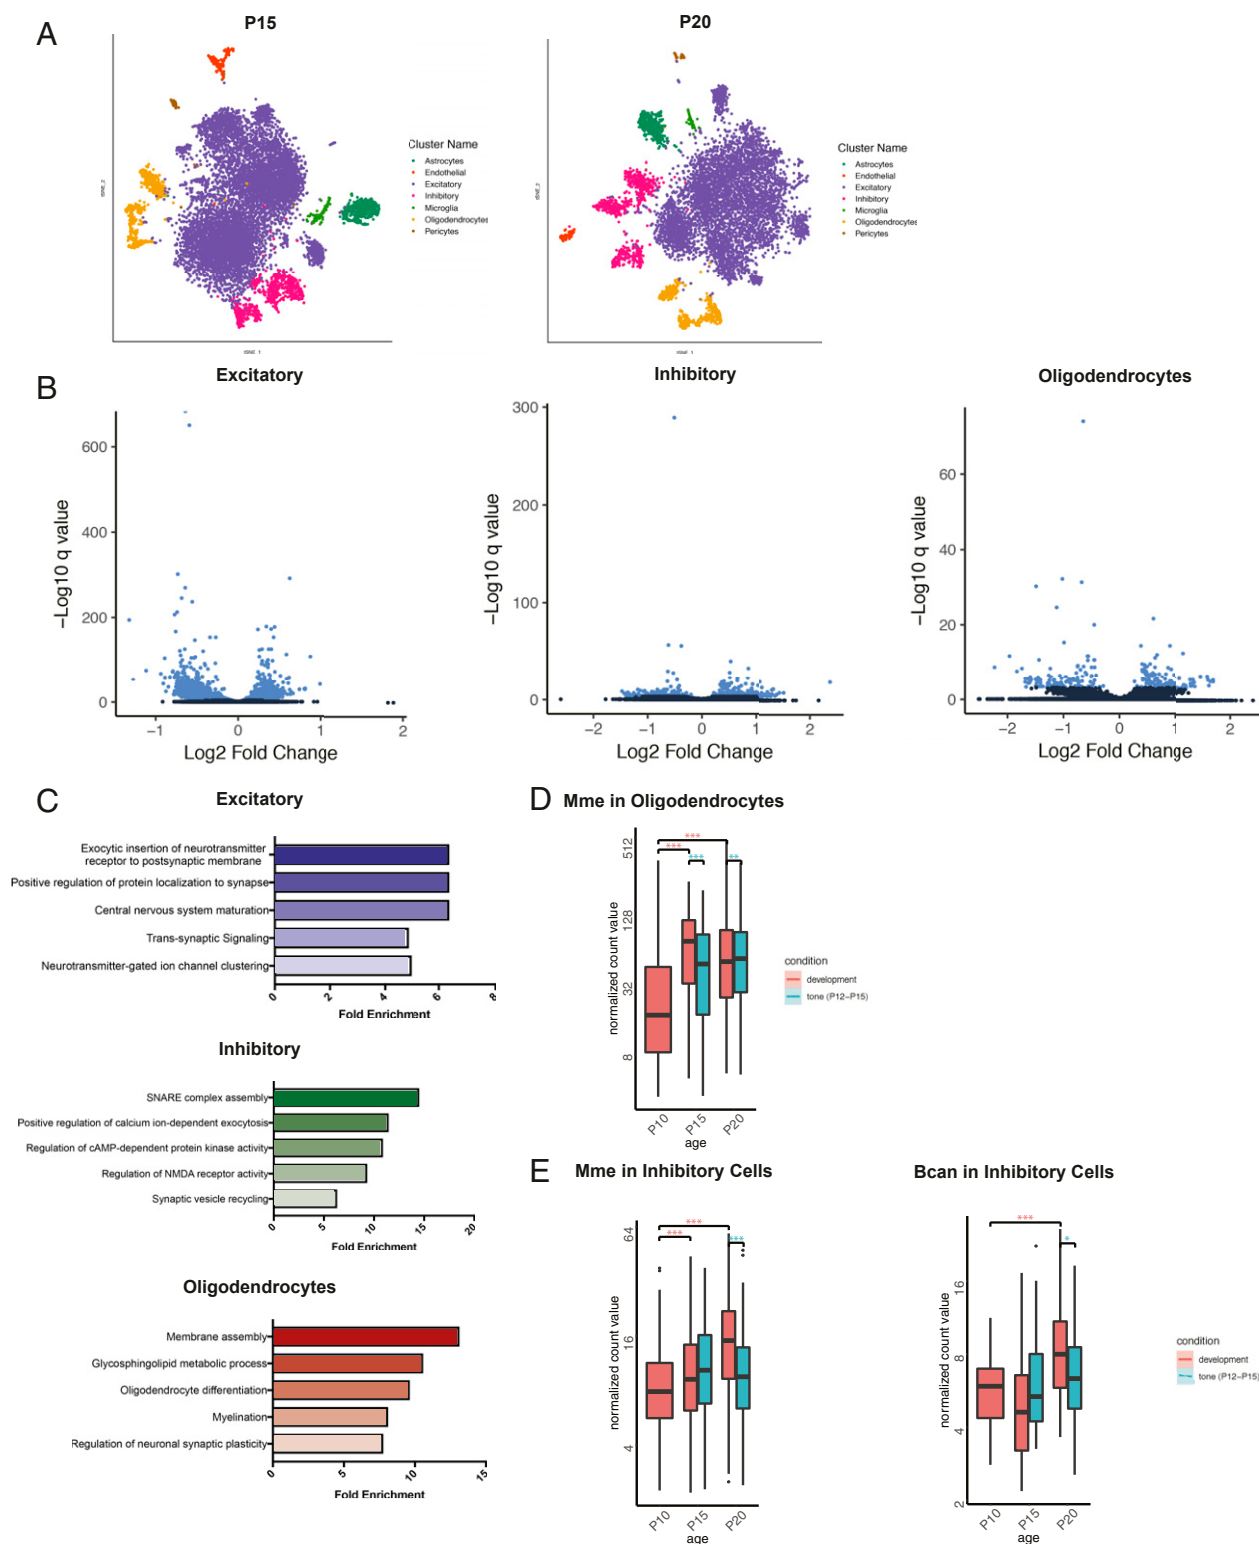 A
P15
P20
tSNE_2
tSNE_1
Cluster Name
Astrocytes
Endothelial
Excitatory
Inhibitory
Microglia
Oligodendrocytes
Pericytes
tSNE_2
tSNE_1
Cluster Name
Astrocytes
Endothelial
Excitatory
Inhibitory
Microglia
Oligodendrocytes
Pericytes
B
Excitatory
Inhibitory
Oligodendrocytes
−Log10 q value
600
400
200
0
−1
0
1
2
Log2 Fold Change
−Log10 q value
300
200
100
0
−2
−1
0
1
2
Log2 Fold Change
−Log10 q value
60
40
20
0
−2
−1
0
1
2
Log2 Fold Change
C
Excitatory
Exocytic insertion of neurotransmitter
receptor to postsynaptic membrane
Positive regulation of protein localization to synapse
Central nervous system maturation
Trans-synaptic Signaling
Neurotransmitter-gated ion channel clustering
0
2
4
6
8
Fold Enrichment
Inhibitory
SNARE complex assembly
Positive regulation of calcium ion-dependent exocytosis
Regulation of cAMP-dependent protein kinase activity
Regulation of NMDA receptor activity
Synaptic vesicle recycling
0
5
10
15
20
Fold Enrichment
Oligodendrocytes
Membrane assembly
Glycosphingolipid metabolic process
Oligodendrocyte differentiation
Myelination
Regulation of neuronal synaptic plasticity
0
5
10
15
Fold Enrichment
D
Mme in Oligodendrocytes
normalized count value
512
128
32
8
***
***
***
**
P10
P15
P20
age
condition
development
tone (P12−P15)
E
Mme in Inhibitory Cells
normalized count value
64
16
4
***
***
***
P10
P15
P20
age
Bcan in Inhibitory Cells
normalized count value
16
8
4
2
***
*
P10
P15
P20
age
condition
development
tone (P12−P15)